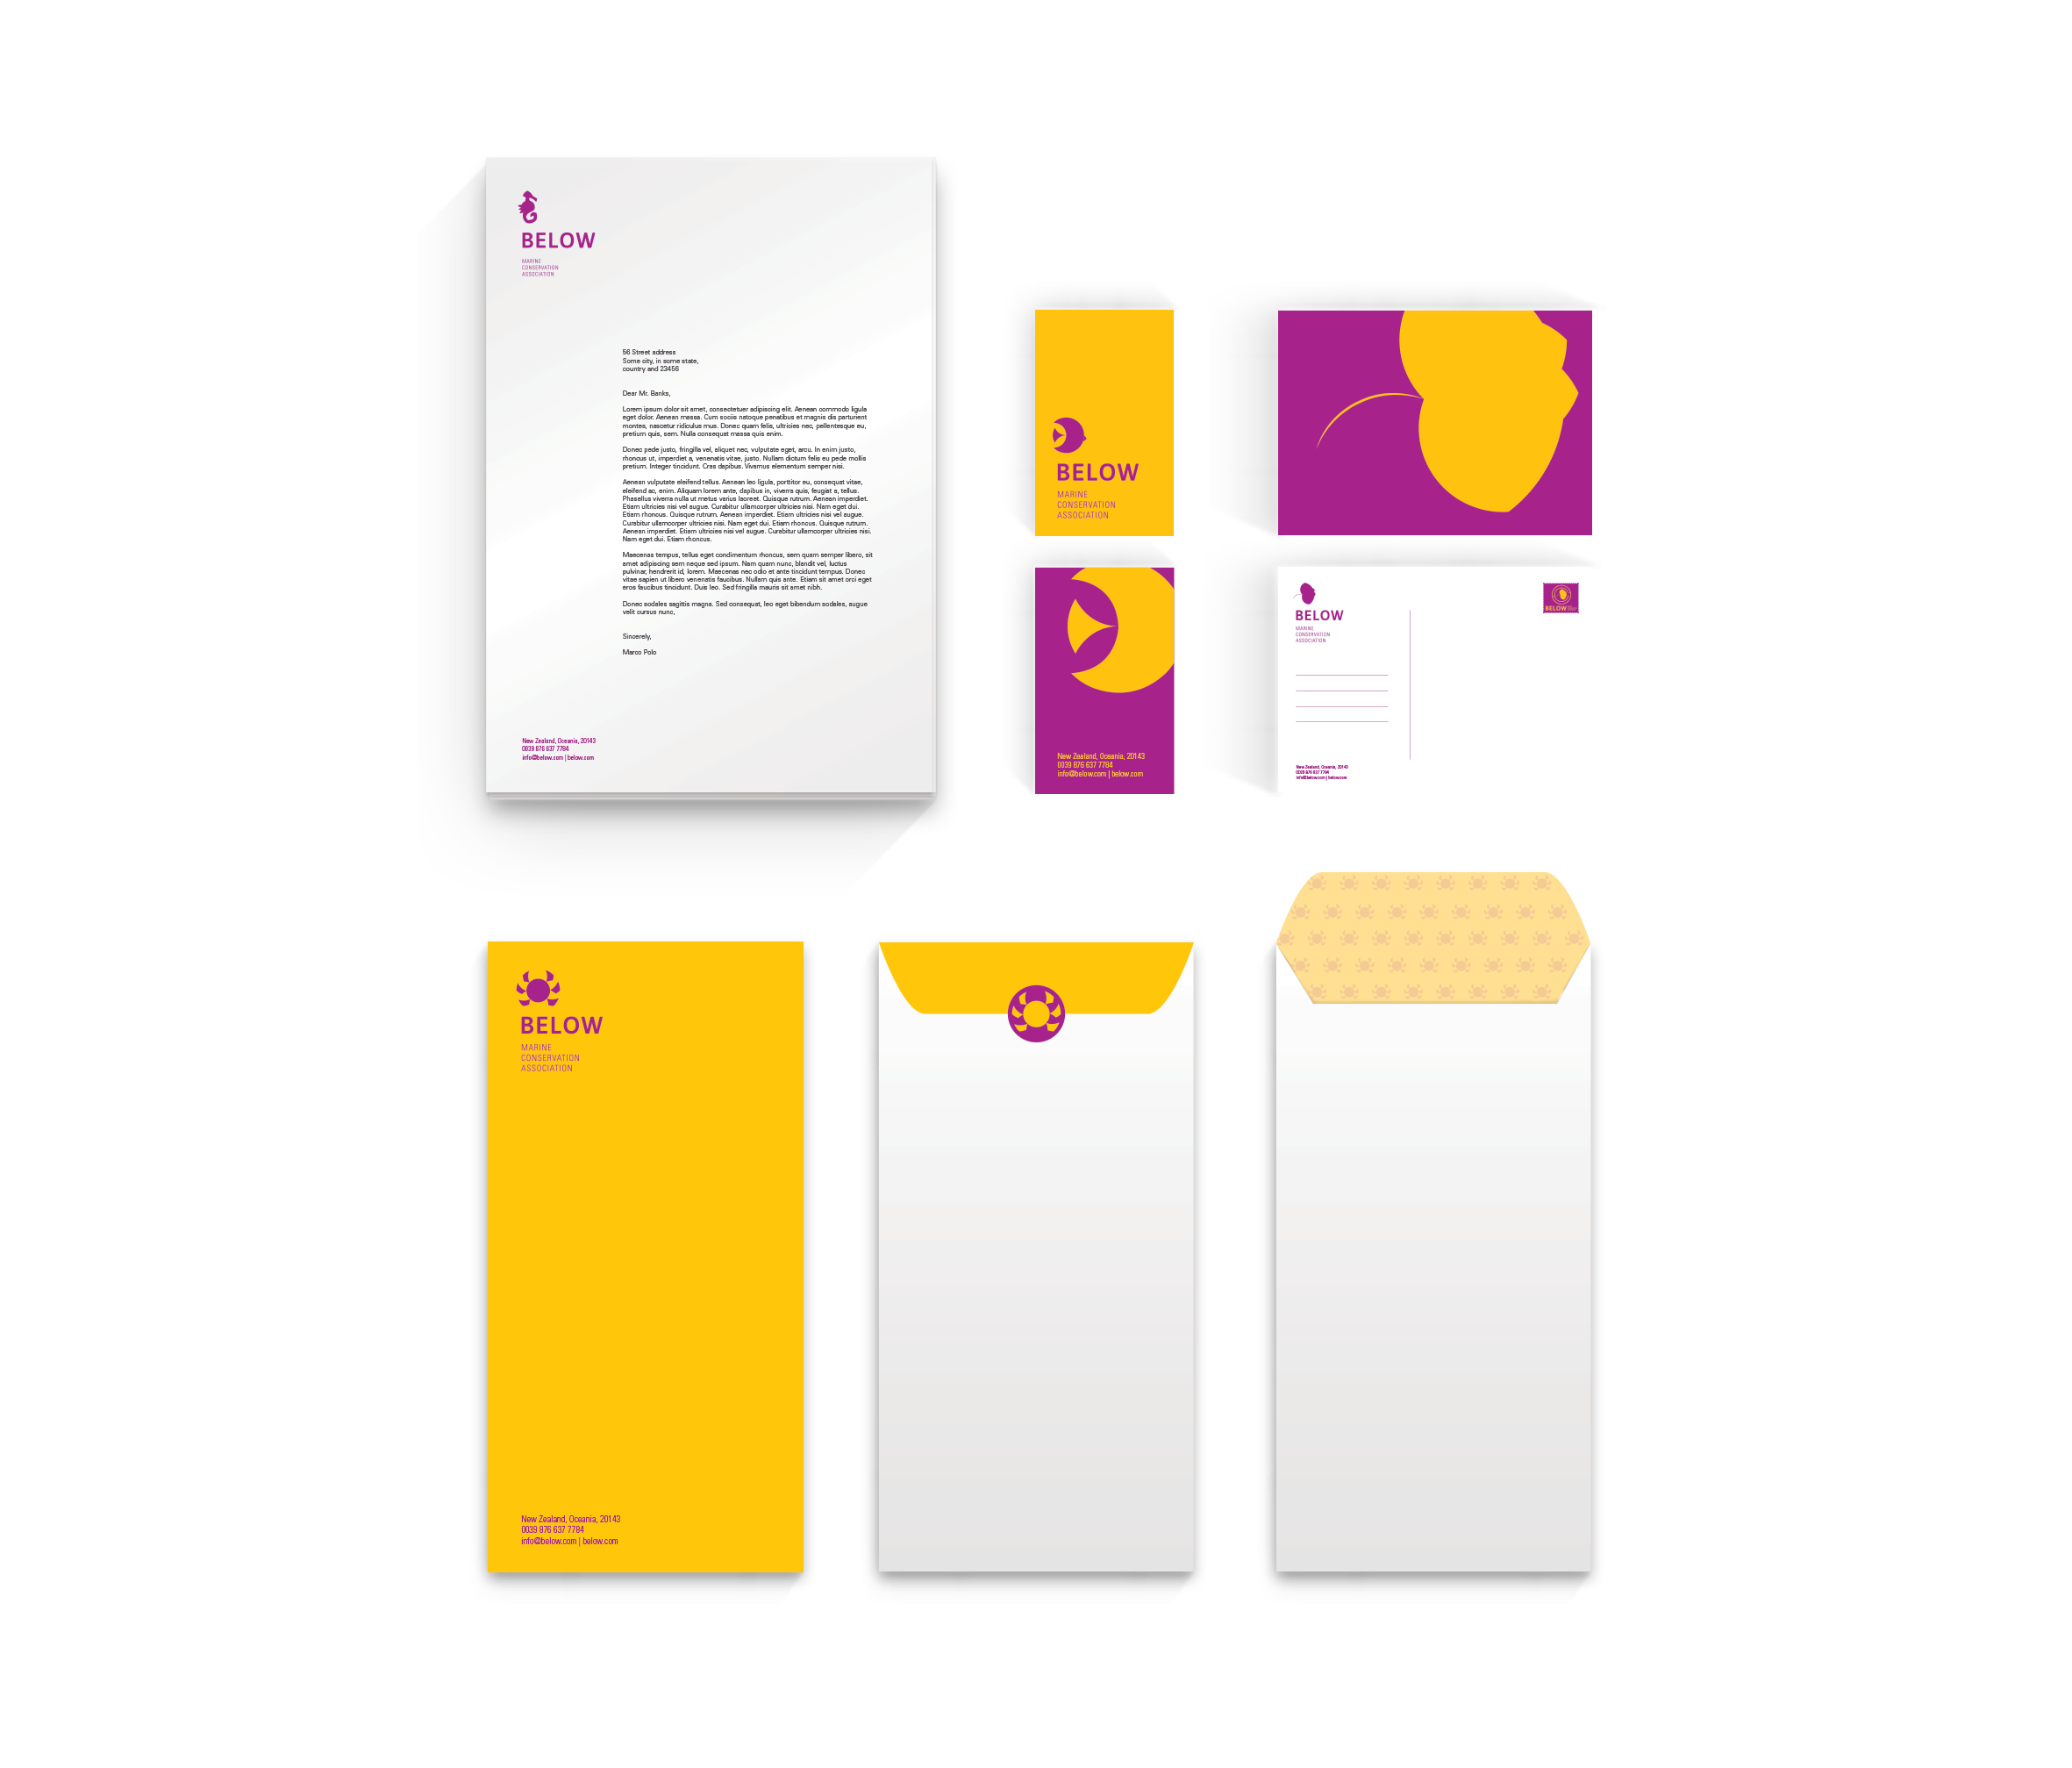 BELOW
MARINE
CONSERVATION
ASSOCIATION
56 Street address
Some city, in some state,
country and 23456
Dear Mr. Banks,
Lorem ipsum dolor sit amet, consectetuer adipiscing elit. Aenean commodo ligula
eget dolor. Aenean massa. Cum sociis natoque penatibus et magnis dis parturient
montes, nascetur ridiculus mus. Donec quam felis, ultricies nec, pellentesque eu,
pretium quis, sem. Nulla consequat massa quis enim.
Donec pede justo, fringilla vel, aliquet nec, vulputate eget, arcu. In enim justo,
rhoncus ut, imperdiet a, venenatis vitae, justo. Nullam dictum felis eu pede mollis
pretium. Integer tincidunt. Cras dapibus. Vivamus elementum semper nisi.
Aenean vulputate eleifend tellus. Aenean leo ligula, porttitor eu, consequat vitae,
eleifend ac, enim. Aliquam lorem ante, dapibus in, viverra quis, feugiat a, tellus.
Phasellus viverra nulla ut metus varius laoreet. Quisque rutrum. Aenean imperdiet.
Etiam ultricies nisi vel augue. Curabitur ullamcorper ultricies nisi. Nam eget dui.
Etiam rhoncus. Quisque rutrum. Aenean imperdiet. Etiam ultricies nisi vel augue.
Curabitur ullamcorper ultricies nisi. Nam eget dui. Etiam rhoncus. Quisque rutrum.
Aenean imperdiet. Etiam ultricies nisi vel augue. Curabitur ullamcorper ultricies nisi.
Nam eget dui. Etiam rhoncus.
Maecenas tempus, tellus eget condimentum rhoncus, sem quam semper libero, sit
amet adipiscing sem neque sed ipsum. Nam quam nunc, blandit vel, luctus
pulvinar, hendrerit id, lorem. Maecenas nec odio et ante tincidunt tempus. Donec
vitae sapien ut libero venenatis faucibus. Nullam quis ante. Etiam sit amet orci eget
eros faucibus tincidunt. Duis leo. Sed fringilla mauris sit amet nibh.
Donec sodales sagittis magna. Sed consequat, leo eget bibendum sodales, augue
velit cursus nunc,
Sincerely,
Marco Polo
New Zealand, Oceania, 20143
0039 876 637 7784
info@below.com | below.com
BELOW
MARINE
CONSERVATION
ASSOCIATION
New Zealand, Oceania, 20143
0039 876 637 7784
info@below.com | below.com
BELOW
MARINE
CONSERVATION
ASSOCIATION
BELOW
New Zealand, Oceania, 20143
0039 876 637 7784
info@below.com | below.com
BELOW
MARINE
CONSERVATION
ASSOCIATION
New Zealand, Oceania, 20143
0039 876 637 7784
info@below.com | below.com